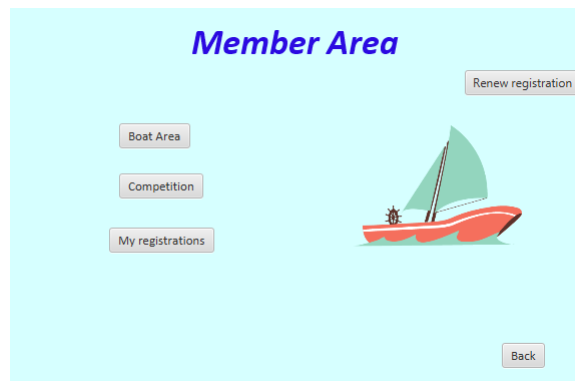 Member Area
Renew registration
Boat Area
Competition
My registrations
Back